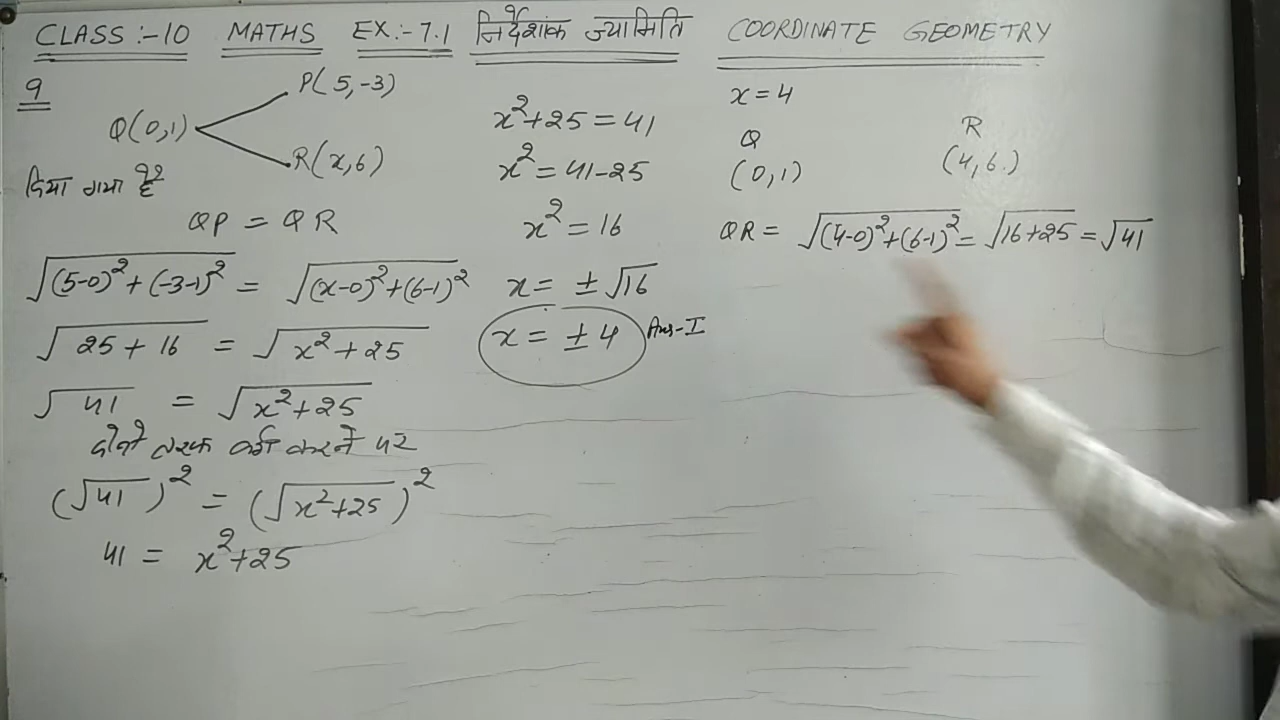 CLASS :- 10 MATHS EX :- 7.1 निर्देशांक ज्यामिति COORDINATE GEOMETRY
9
P(5,-3)
Q(0,1)
R(x,6)
दिया गया है
QP = QR
√(5-0)²+(-3-1)² = √(x-0)²+(6-1)²
√25+16 = √x²+25
√41 = √x²+25
दोनों तरफ वर्ग करने पर
(√41)² = (√x²+25)²
41 = x²+25
x²+25 = 41
x² = 41-25
x² = 16
x = ±√16
x = ±4 Ans-I
x = 4
Q R
(0,1) (4,6.)
QR = √(4-0)²+(6-1)² = √16+25 = √41